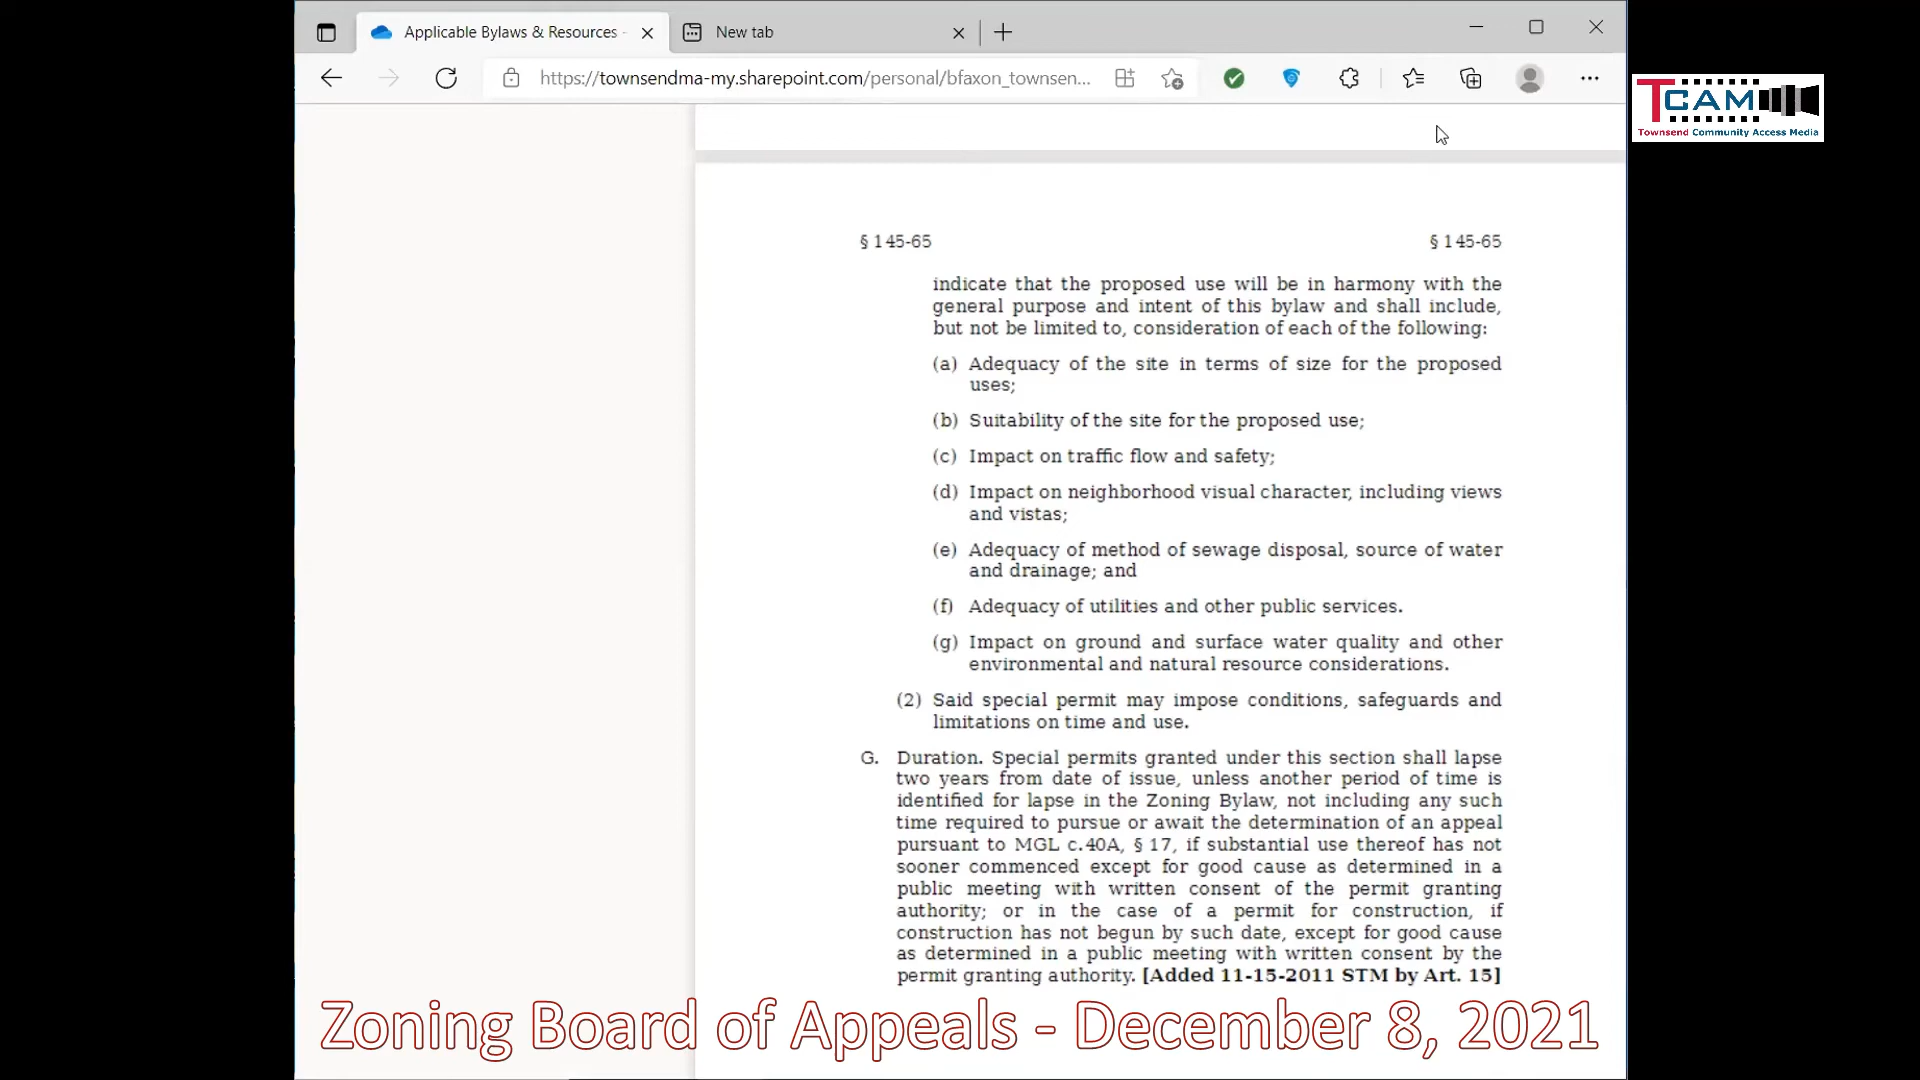 Applicable Bylaws & Resources -
New tab
https://townsendma-my.sharepoint.com/personal/bfaxon_townsen...
TCAM
Townsend Community Access Media
§ 145-65
§ 145-65
indicate that the proposed use will be in harmony with the
general purpose and intent of this bylaw and shall include,
but not be limited to, consideration of each of the following:
(a) Adequacy of the site in terms of size for the proposed
uses;
(b) Suitability of the site for the proposed use;
(c) Impact on traffic flow and safety;
(d) Impact on neighborhood visual character, including views
and vistas;
(e) Adequacy of method of sewage disposal, source of water
and drainage; and
(f) Adequacy of utilities and other public services.
(g) Impact on ground and surface water quality and other
environmental and natural resource considerations.
(2) Said special permit may impose conditions, safeguards and
limitations on time and use.
G. Duration. Special permits granted under this section shall lapse
two years from date of issue, unless another period of time is
identified for lapse in the Zoning Bylaw, not including any such
time required to pursue or await the determination of an appeal
pursuant to MGL c.40A, § 17, if substantial use thereof has not
sooner commenced except for good cause as determined in a
public meeting with written consent of the permit granting
authority; or in the case of a permit for construction, if
construction has not begun by such date, except for good cause
as determined in a public meeting with written consent by the
permit granting authority. [Added 11-15-2011 STM by Art. 15]
Zoning Board of Appeals - December 8, 2021